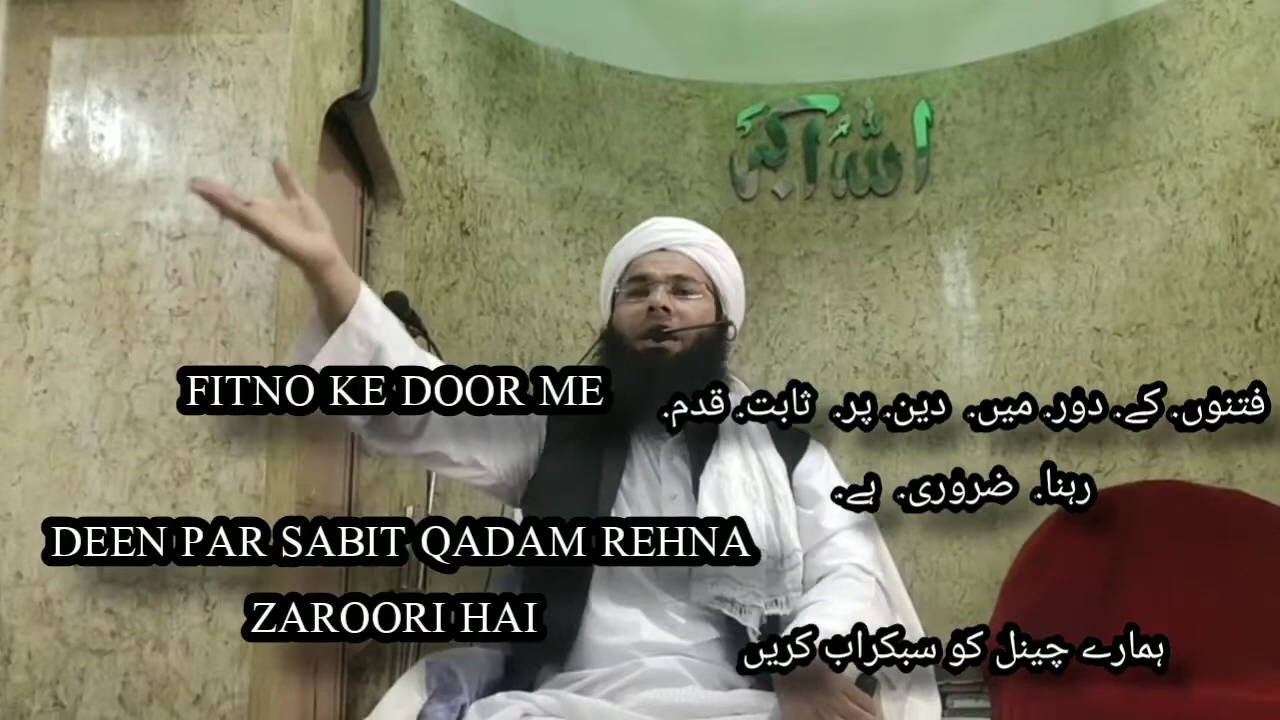 اللہ اکبر
FITNO KE DOOR ME
DEEN PAR SABIT QADAM REHNA
ZAROORI HAI
فتنوں. کے. دور. میں. دین. پر. ثابت. قدم.
رہنا. ضروری. ہے.
ہمارے چینل کو سبکراب کریں